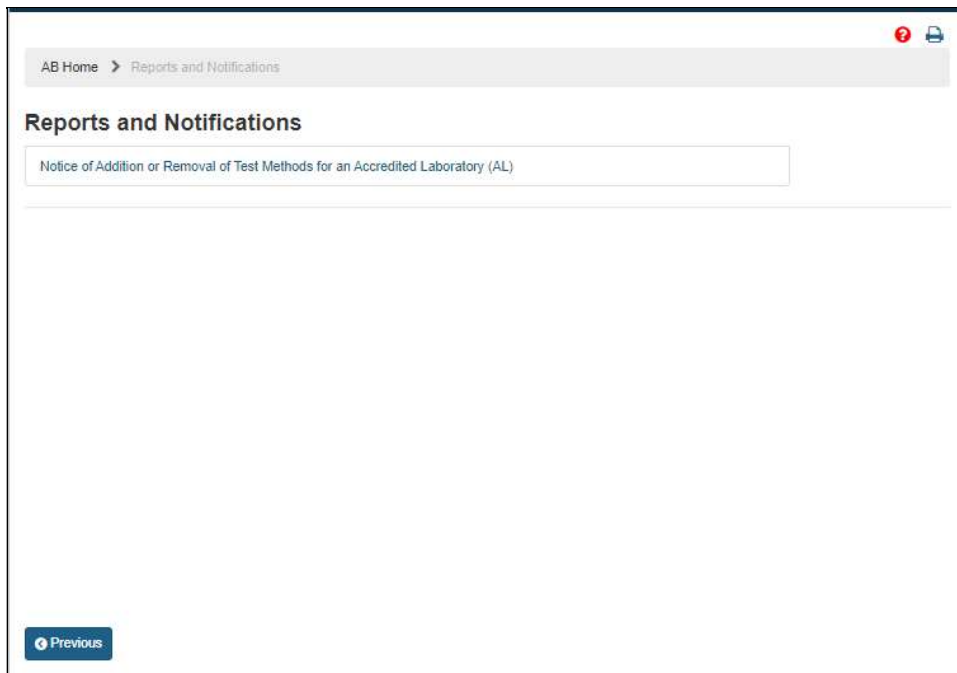 AB Home Reports and Notifications
Reports and Notifications
Notice of Addition or Removal of Test Methods for an Accredited Laboratory (AL)
Previous